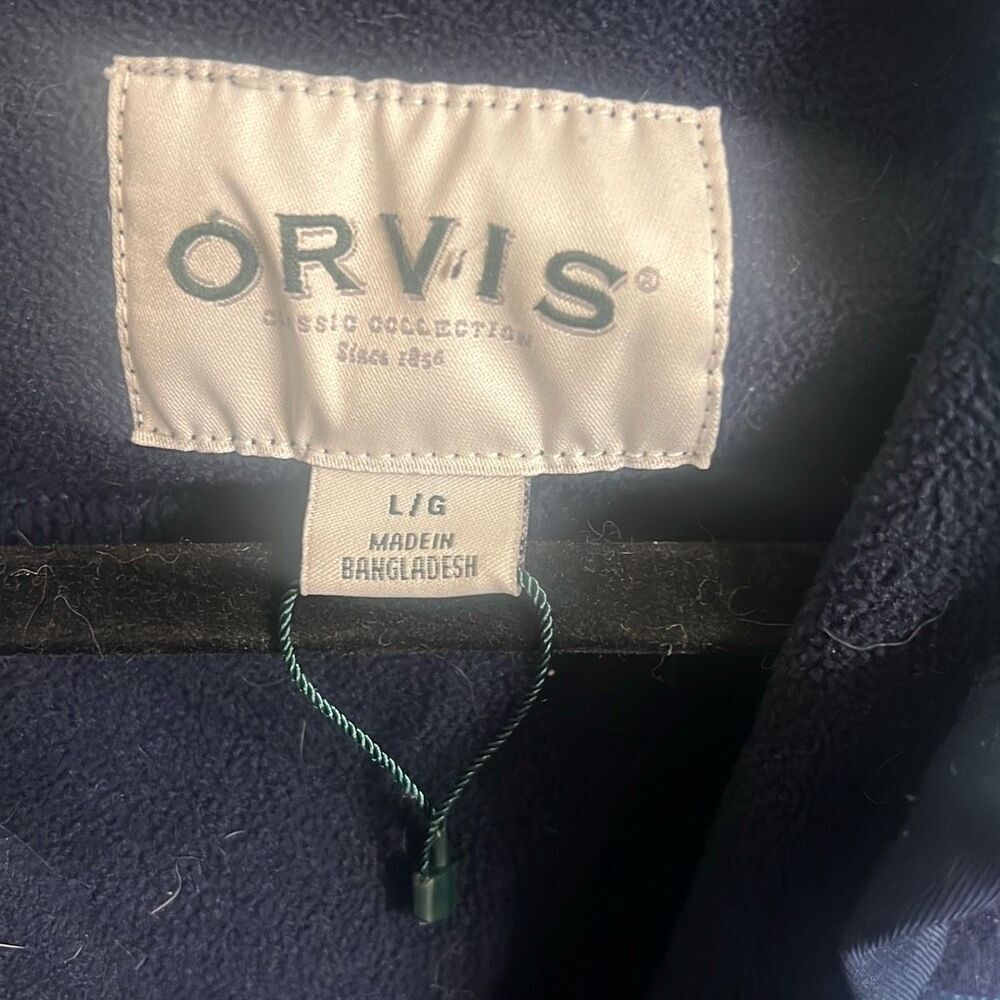 ORVIS®
CLASSIC COLLECTION
Since 1856
L/G
MADE IN
BANGLADESH